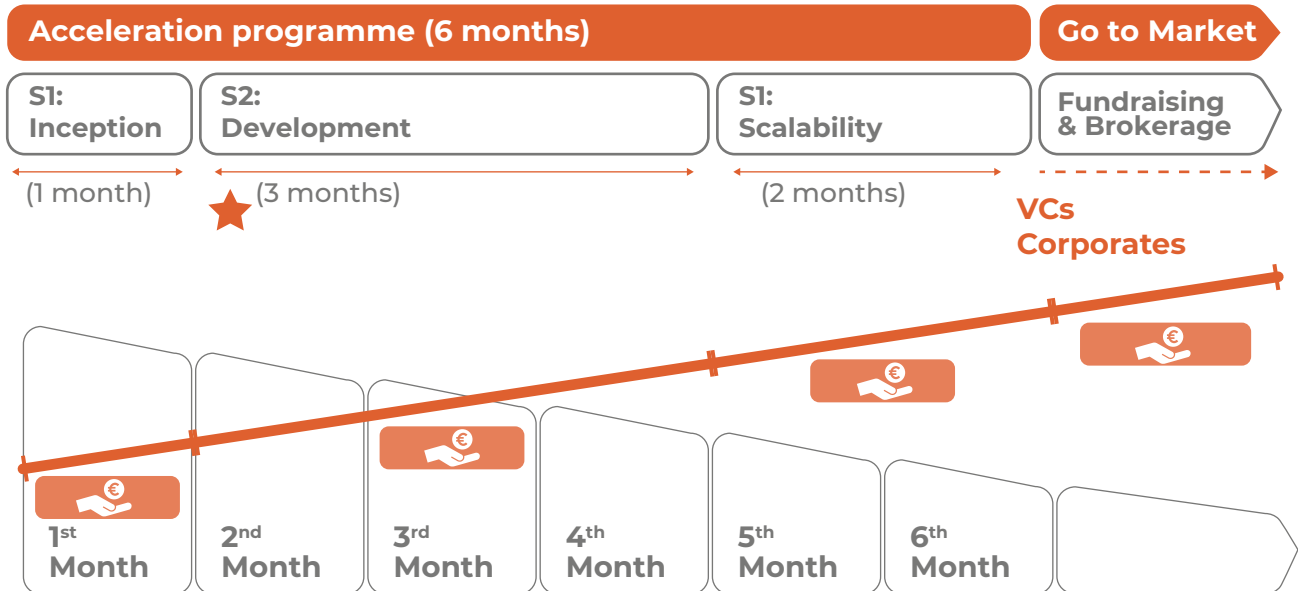 Acceleration programme (6 months)
Go to Market
S1:
Inception
S2:
Development
S1:
Scalability
Fundraising
& Brokerage
(1 month)
(3 months)
(2 months)
VCs
Corporates
€
€
€
€
1st
Month
2nd
Month
3rd
Month
4th
Month
5th
Month
6th
Month